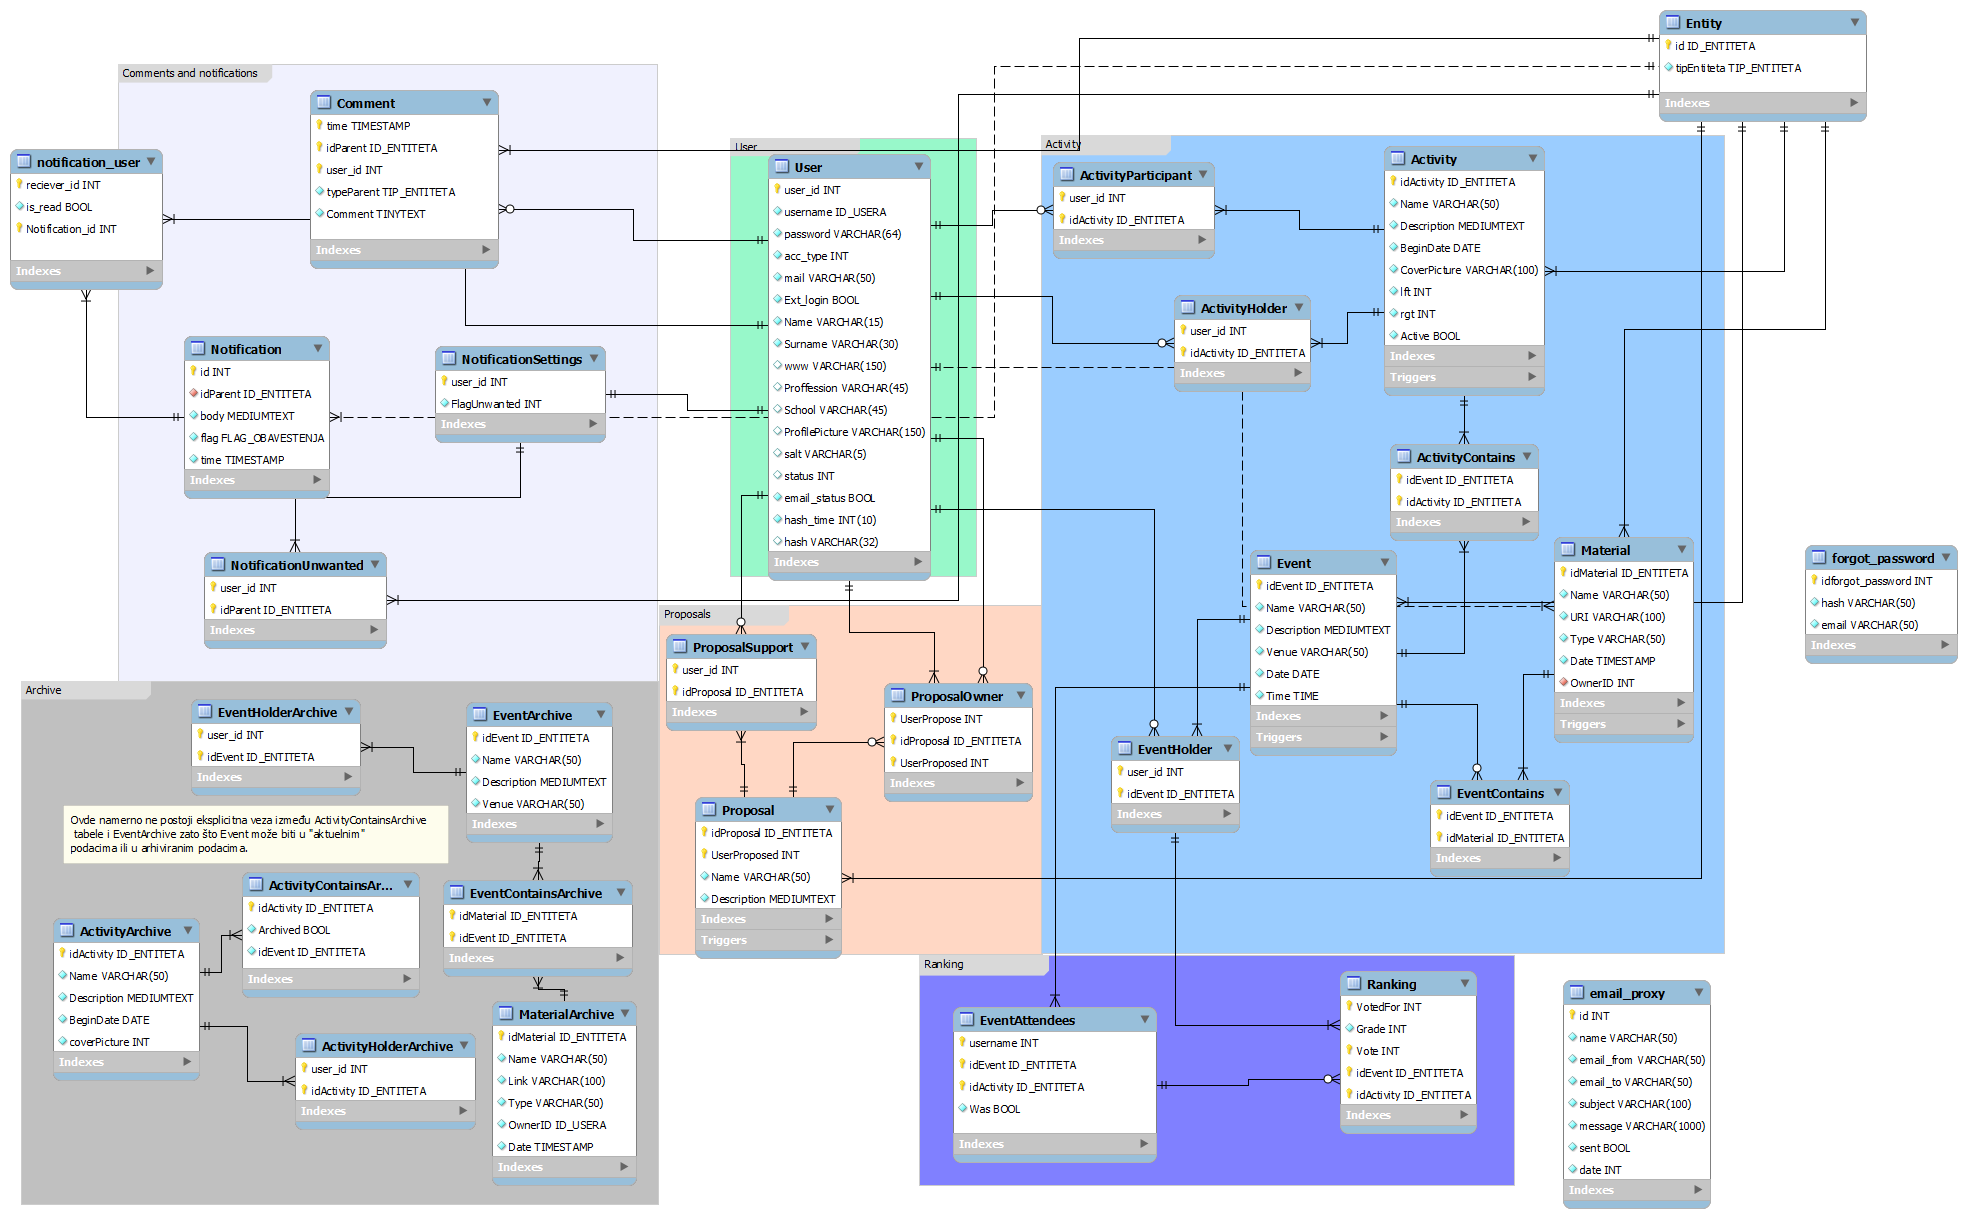 Entity
id ID_ENTITETA
tipEntiteta TIP_ENTITETA
Indexes
Comments and notifications
Comment
time TIMESTAMP
idParent ID_ENTITETA
user_id INT
typeParent TIP_ENTITETA
Comment TINYTEXT
Indexes
notification_user
reciever_id INT
is_read BOOL
Notification_id INT
Indexes
Notification
id INT
idParent ID_ENTITETA
body MEDIUMTEXT
flag FLAG_OBAVESTENJA
time TIMESTAMP
Indexes
NotificationSettings
user_id INT
FlagUnwanted INT
Indexes
NotificationUnwanted
user_id INT
idParent ID_ENTITETA
Indexes
User
User
user_id INT
username ID_USERA
password VARCHAR(64)
acc_type INT
mail VARCHAR(50)
Ext_login BOOL
Name VARCHAR(15)
Surname VARCHAR(30)
www VARCHAR(150)
Proffession VARCHAR(45)
School VARCHAR(45)
ProfilePicture VARCHAR(150)
salt VARCHAR(5)
status INT
email_status BOOL
hash_time INT(10)
hash VARCHAR(32)
Indexes
Activity
ActivityParticipant
user_id INT
idActivity ID_ENTITETA
Indexes
Activity
idActivity ID_ENTITETA
Name VARCHAR(50)
Description MEDIUMTEXT
BeginDate DATE
CoverPicture VARCHAR(100)
lft INT
rgt INT
Active BOOL
Indexes
Triggers
ActivityHolder
user_id INT
idActivity ID_ENTITETA
Indexes
ActivityContains
idEvent ID_ENTITETA
idActivity ID_ENTITETA
Indexes
Event
idEvent ID_ENTITETA
Name VARCHAR(50)
Description MEDIUMTEXT
Venue VARCHAR(50)
Date DATE
Time TIME
Indexes
Triggers
Material
idMaterial ID_ENTITETA
Name VARCHAR(50)
URI VARCHAR(100)
Type VARCHAR(50)
Date TIMESTAMP
OwnerID INT
Indexes
Triggers
EventHolder
user_id INT
idEvent ID_ENTITETA
Indexes
EventContains
idEvent ID_ENTITETA
idMaterial ID_ENTITETA
Indexes
forgot_password
idforgot_password INT
hash VARCHAR(50)
email VARCHAR(50)
Indexes
Proposals
ProposalSupport
user_id INT
idProposal ID_ENTITETA
Indexes
ProposalOwner
UserPropose INT
idProposal ID_ENTITETA
UserProposed INT
Indexes
Proposal
idProposal ID_ENTITETA
UserProposed INT
Name VARCHAR(50)
Description MEDIUMTEXT
Indexes
Triggers
Archive
EventHolderArchive
user_id INT
idEvent ID_ENTITETA
Indexes
EventArchive
idEvent ID_ENTITETA
Name VARCHAR(50)
Description MEDIUMTEXT
Venue VARCHAR(50)
Indexes
Ovde namerno ne postoji eksplicitna veza između ActivityContainsArchive
tabele i EventArchive zato što Event može biti u "aktuelnim"
podacima ili u arhiviranim podacima.
ActivityContainsAr...
idActivity ID_ENTITETA
Archived BOOL
idEvent ID_ENTITETA
Indexes
EventContainsArchive
idMaterial ID_ENTITETA
idEvent ID_ENTITETA
Indexes
ActivityArchive
idActivity ID_ENTITETA
Name VARCHAR(50)
Description MEDIUMTEXT
BeginDate DATE
coverPicture INT
Indexes
ActivityHolderArchive
user_id INT
idActivity ID_ENTITETA
Indexes
MaterialArchive
idMaterial ID_ENTITETA
Name VARCHAR(50)
Link VARCHAR(100)
Type VARCHAR(50)
OwnerID ID_USERA
Date TIMESTAMP
Indexes
Ranking
EventAttendees
username INT
idEvent ID_ENTITETA
idActivity ID_ENTITETA
Was BOOL
Indexes
Ranking
VotedFor INT
Grade INT
Vote INT
idEvent ID_ENTITETA
idActivity ID_ENTITETA
Indexes
email_proxy
id INT
name VARCHAR(50)
email_from VARCHAR(50)
email_to VARCHAR(50)
subject VARCHAR(100)
message VARCHAR(1000)
sent BOOL
date INT
Indexes